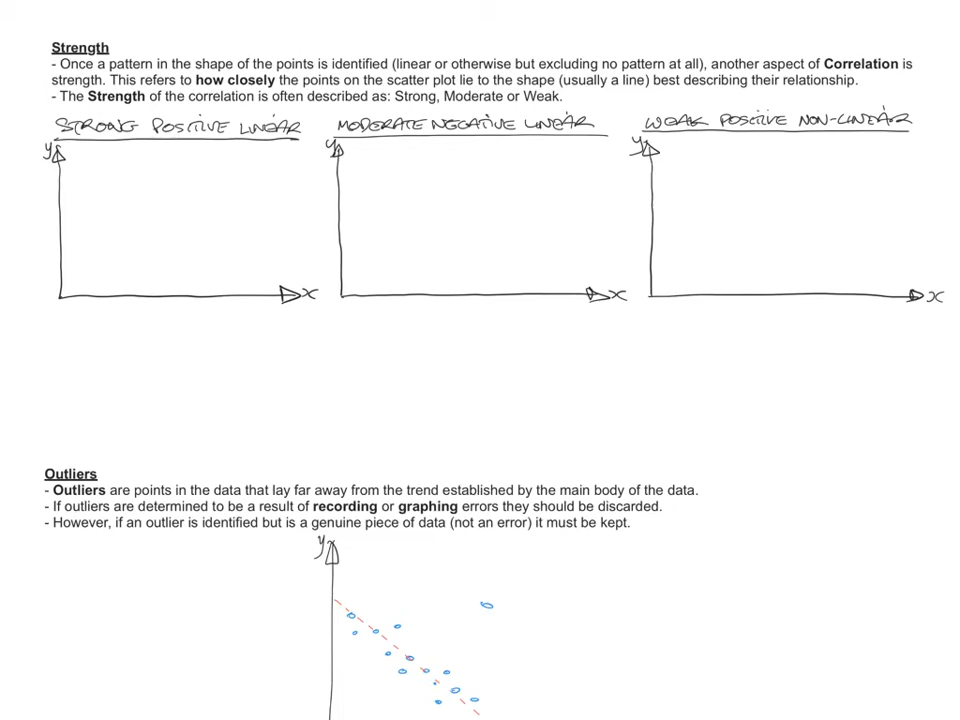 Strength
- Once a pattern in the shape of the points is identified (linear or otherwise but excluding no pattern at all), another aspect of Correlation is
strength. This refers to how closely the points on the scatter plot lie to the shape (usually a line) best describing their relationship.
- The Strength of the correlation is often described as: Strong, Moderate or Weak.
STRONG POSITIVE LINEAR
MODERATE NEGATIVE LINEAR
WEAK POSITIVE NON-LINEAR
y
y
y
x
x
x
Outliers
- Outliers are points in the data that lay far away from the trend established by the main body of the data.
- If outliers are determined to be a result of recording or graphing errors they should be discarded.
- However, if an outlier is identified but is a genuine piece of data (not an error) it must be kept.
y